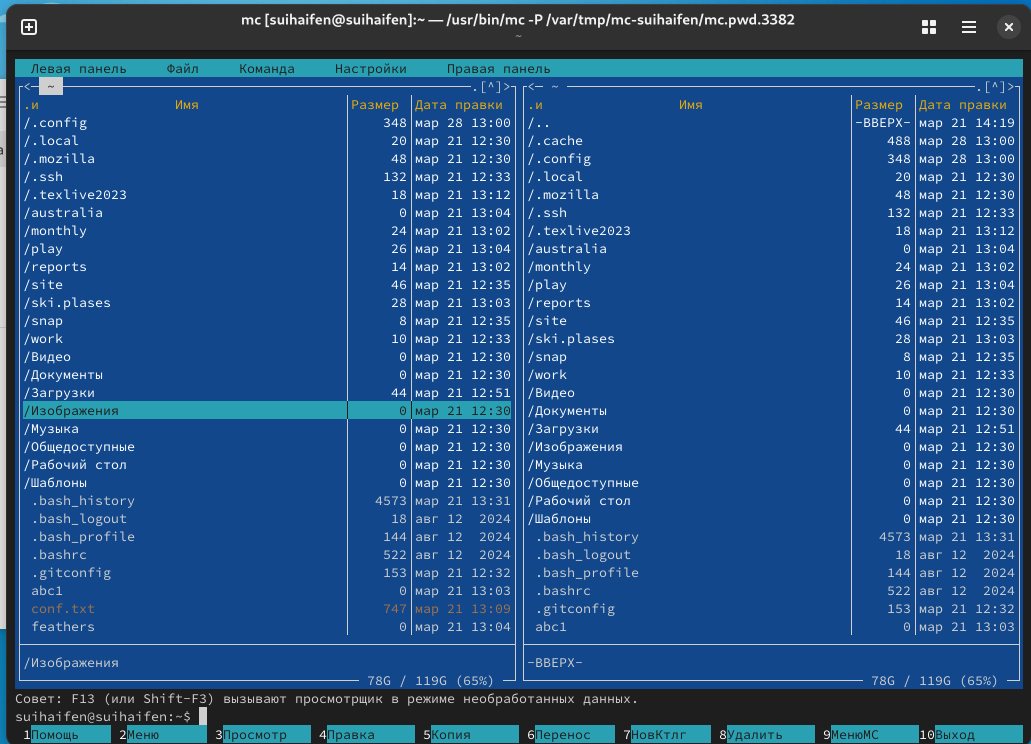 mc [suihaifen@suihaifen]:~ — /usr/bin/mc -P /var/tmp/mc-suihaifen/mc.pwd.3382
~
Левая панель Файл Команда Настройки Правая панель
<— ~ .[^]>
.и Имя Размер Дата правки
/.config 348 мар 28 13:00
/.local 20 мар 21 12:30
/.mozilla 48 мар 21 12:30
/.ssh 132 мар 21 12:33
/.texlive2023 18 мар 21 13:12
/australia 0 мар 21 13:04
/monthly 24 мар 21 13:02
/play 26 мар 21 13:04
/reports 14 мар 21 13:02
/site 46 мар 21 12:35
/ski.plases 28 мар 21 13:03
/snap 8 мар 21 12:35
/work 10 мар 21 12:33
/Видео 0 мар 21 12:30
/Документы 0 мар 21 12:30
/Загрузки 44 мар 21 12:51
/Изображения 0 мар 21 12:30
/Музыка 0 мар 21 12:30
/Общедоступные 0 мар 21 12:30
/Рабочий стол 0 мар 21 12:30
/Шаблоны 0 мар 21 12:30
.bash_history 4573 мар 21 13:31
.bash_logout 18 авг 12 2024
.bash_profile 144 авг 12 2024
.bashrc 522 авг 12 2024
.gitconfig 153 мар 21 12:32
abc1 0 мар 21 13:03
conf.txt 747 мар 21 13:09
feathers 0 мар 21 13:04
/Изображения
78G / 119G (65%)
<— ~ .[^]>
.и Имя Размер Дата правки
/.. -ВВЕРХ- мар 21 14:19
/.cache 488 мар 28 13:00
/.config 348 мар 28 13:00
/.local 20 мар 21 12:30
/.mozilla 48 мар 21 12:30
/.ssh 132 мар 21 12:33
/.texlive2023 18 мар 21 13:12
/australia 0 мар 21 13:04
/monthly 24 мар 21 13:02
/play 26 мар 21 13:04
/reports 14 мар 21 13:02
/site 46 мар 21 12:35
/ski.plases 28 мар 21 13:03
/snap 8 мар 21 12:35
/work 10 мар 21 12:33
/Видео 0 мар 21 12:30
/Документы 0 мар 21 12:30
/Загрузки 44 мар 21 12:51
/Изображения 0 мар 21 12:30
/Музыка 0 мар 21 12:30
/Общедоступные 0 мар 21 12:30
/Рабочий стол 0 мар 21 12:30
/Шаблоны 0 мар 21 12:30
.bash_history 4573 мар 21 13:31
.bash_logout 18 авг 12 2024
.bash_profile 144 авг 12 2024
.bashrc 522 авг 12 2024
.gitconfig 153 мар 21 12:32
abc1 0 мар 21 13:03
-ВВЕРХ-
78G / 119G (65%)
Совет: F13 (или Shift-F3) вызывают просмотрщик в режиме необработанных данных.
suihaifen@suihaifen:~$
1Помощь 2Меню 3Просмотр 4Правка 5Копия 6Перенос 7НовКтлг 8Удалить 9МенюMC 10Выход